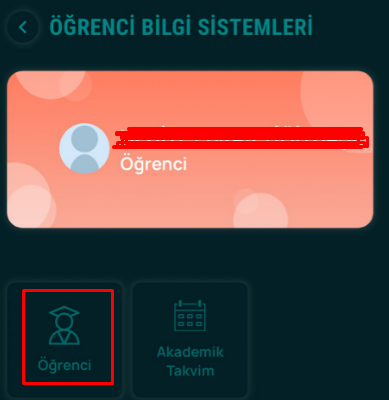 ÖĞRENCİ BİLGİ SİSTEMLERİ
Öğrenci
Öğrenci
Akademik
Takvim